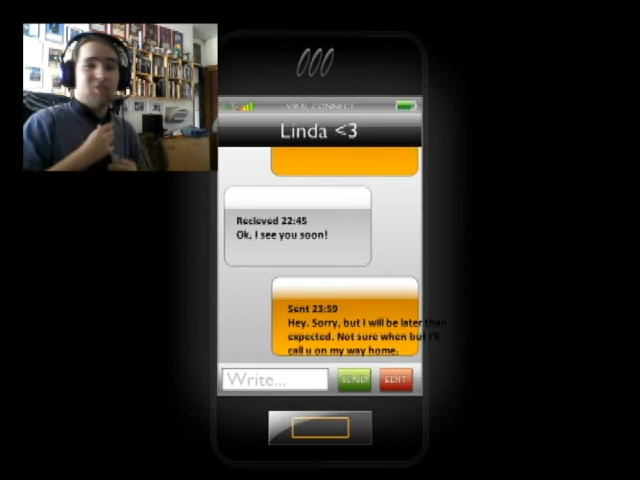 VIRAL CONNECT
Linda <3
Recieved 22:45
Ok, I see you soon!
Sent 23:59
Hey. Sorry, but I will be later than
expected. Not sure when but I'll
call u on my way home.
Write...
SEND
EDIT